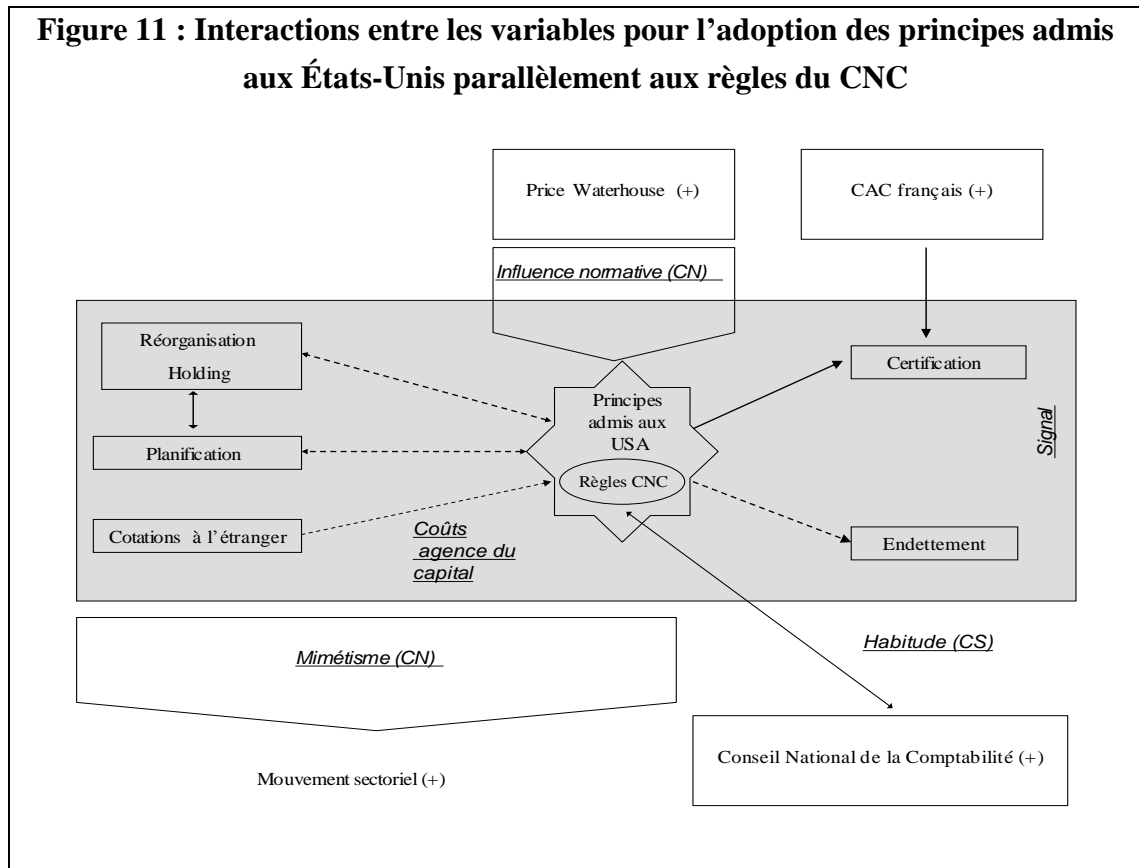 Figure 11 : Interactions entre les variables pour l’adoption des principes admis
aux États-Unis parallèlement aux règles du CNC
Price Waterhouse (+)
CAC français (+)
Influence normative (CN)
Réorganisation
Holding
Certification
Principes
admis aux
USA
Signal
Planification
Règles CNC
Cotations à l’étranger
Coûts
agence du
capital
Endettement
Mimétisme (CN)
Habitude (CS)
Conseil National de la Comptabilité (+)
Mouvement sectoriel (+)